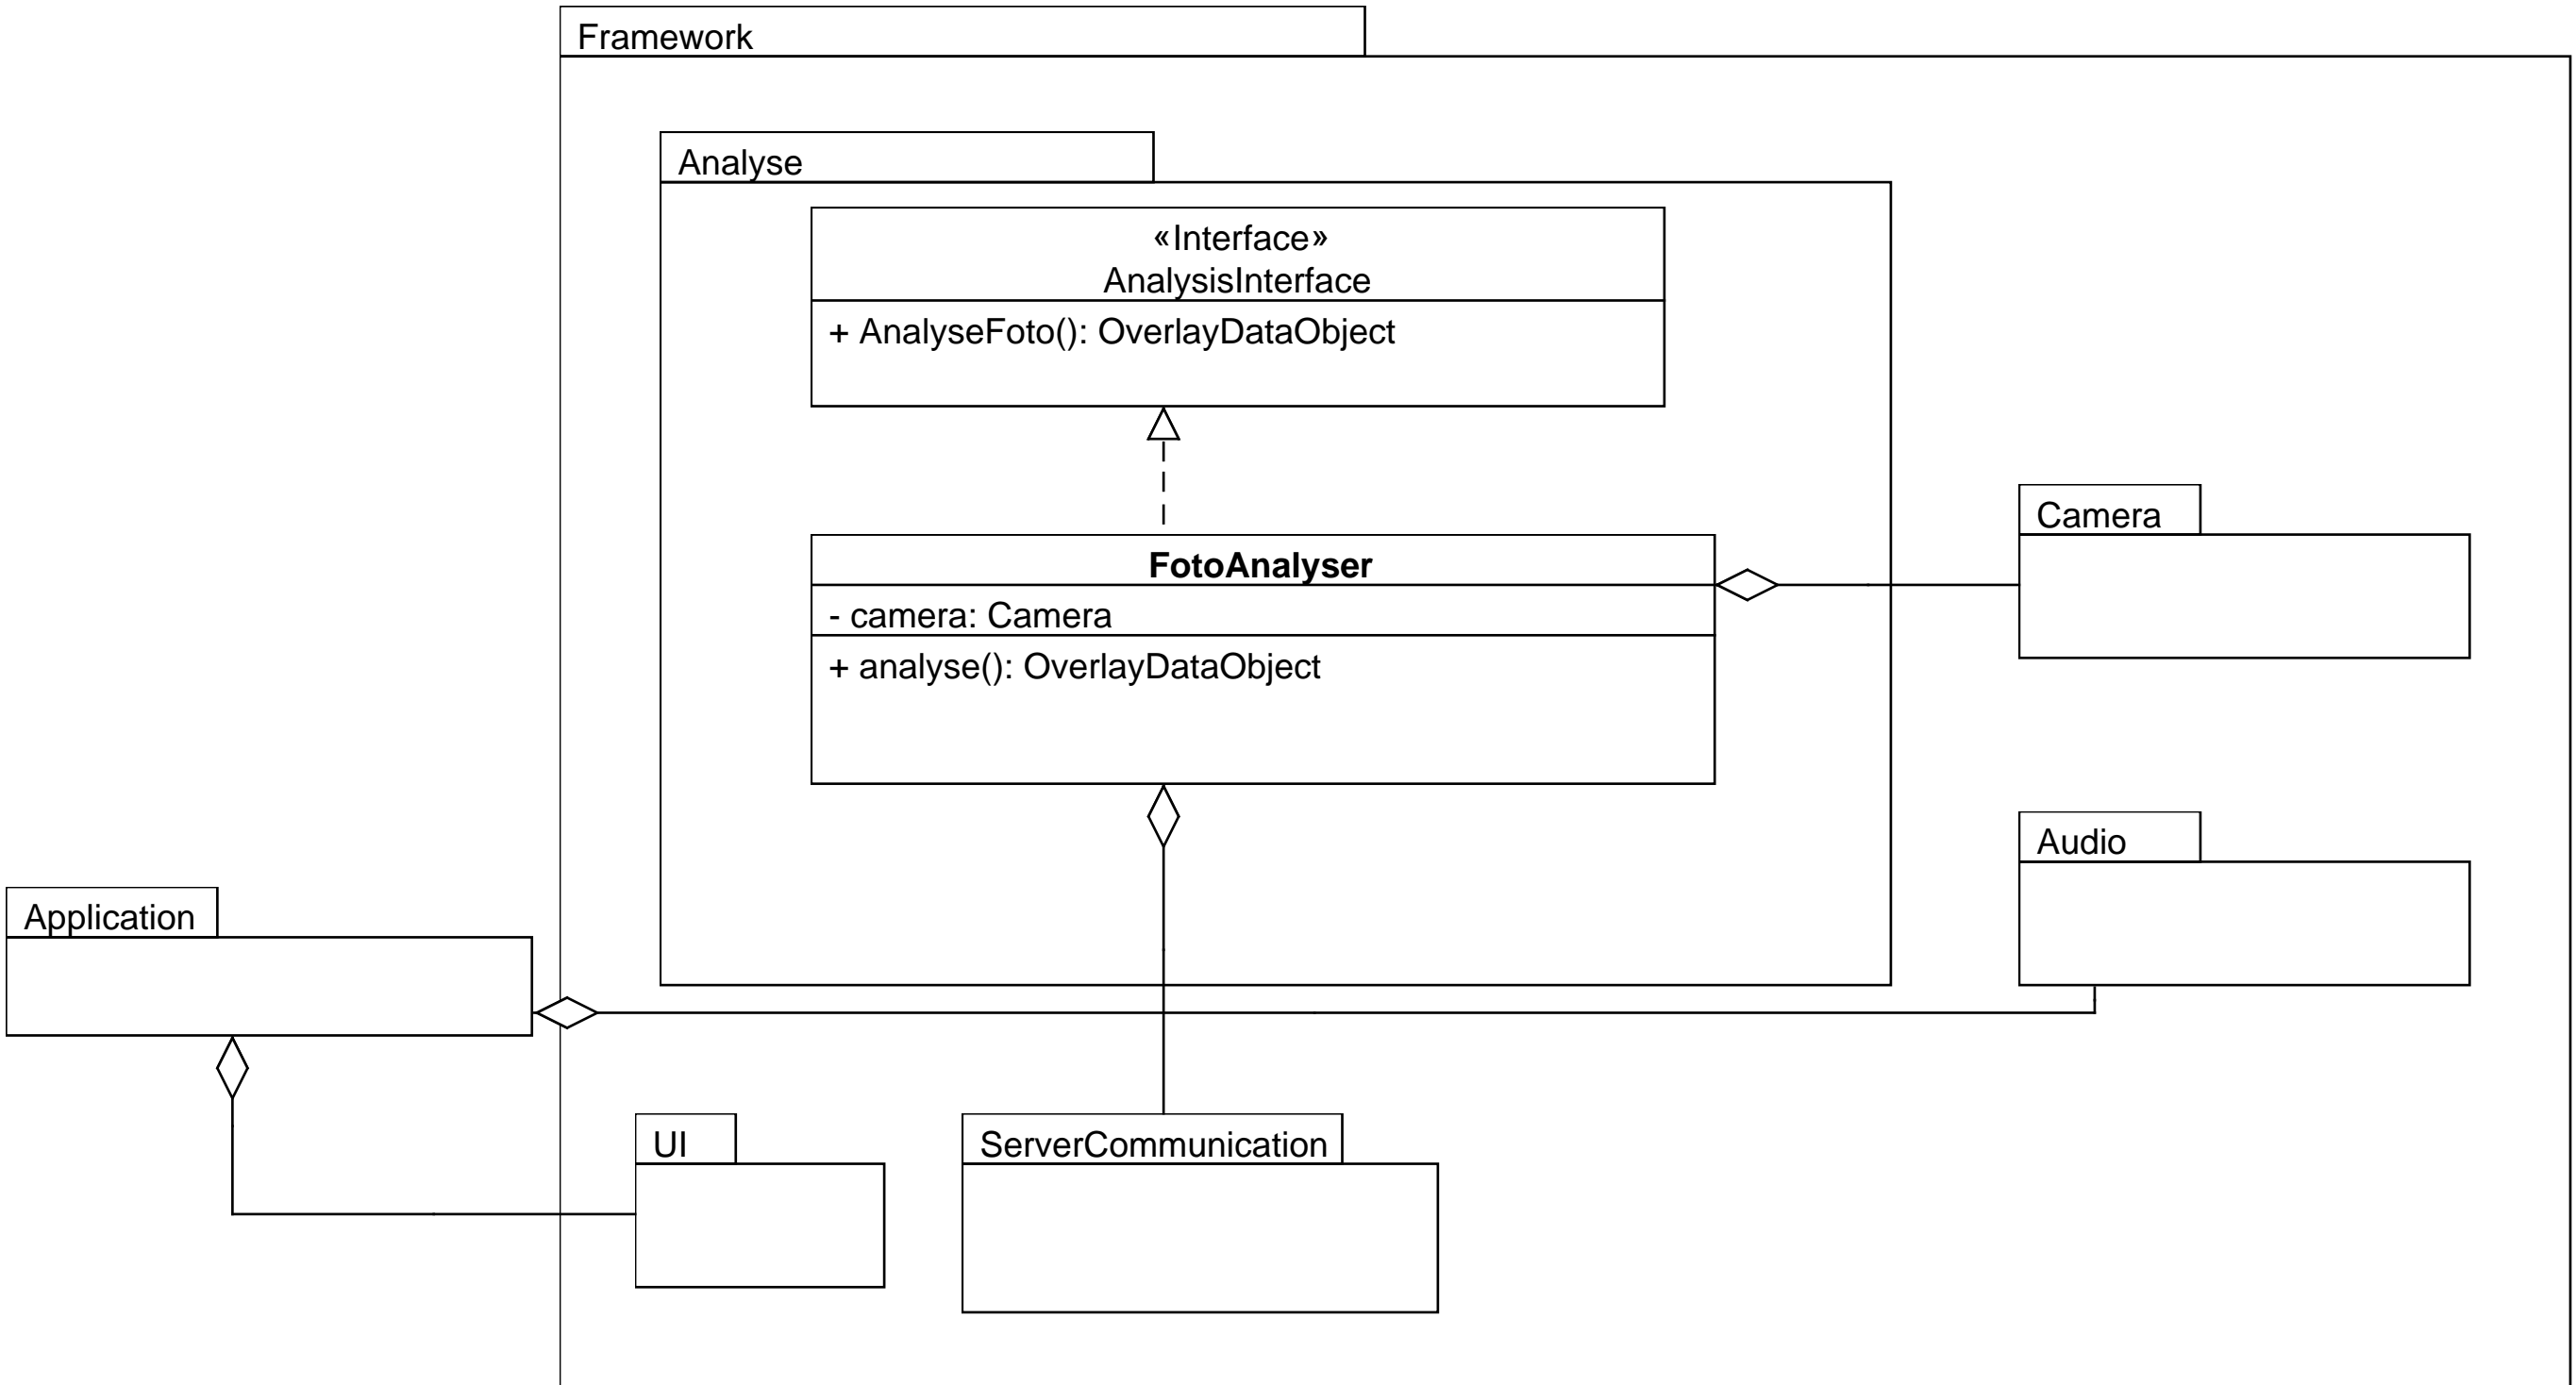 Framework
Analyse
«Interface»
AnalysisInterface
+ AnalyseFoto(): OverlayDataObject
FotoAnalyser
- camera: Camera
+ analyse(): OverlayDataObject
Camera
Audio
Application
UI
ServerCommunication